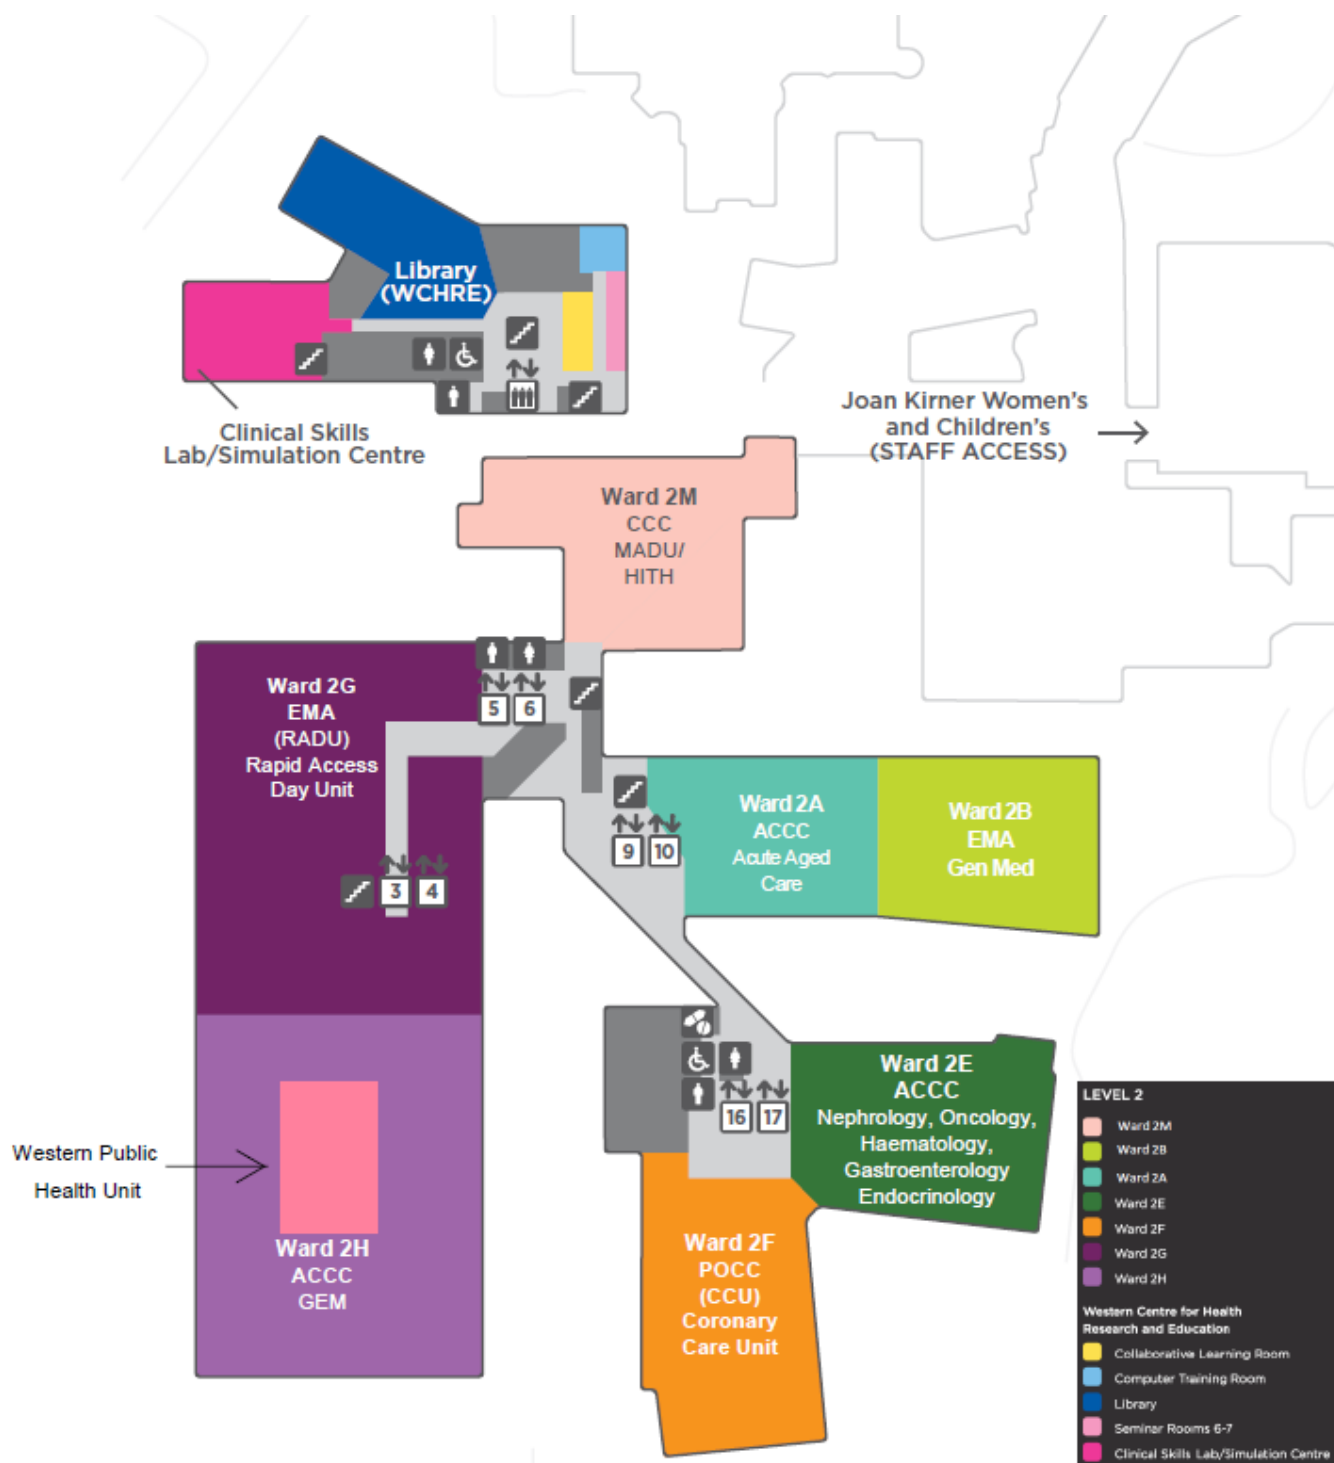 Library
(WCHRE)
Clinical Skills
Lab/Simulation Centre
Joan Kirner Women's
and Children's
(STAFF ACCESS)
Ward 2M
CCC
MADU/
HITH
Ward 2G
EMA
(RADU)
Rapid Access
Day Unit
5
6
3
4
9
10
Ward 2A
ACCC
Acute Aged
Care
Ward 2B
EMA
Gen Med
16
17
Ward 2E
ACCC
Nephrology, Oncology,
Haematology,
Gastroenterology
Endocrinology
Western Public
Health Unit
Ward 2H
ACCC
GEM
Ward 2F
POCC
(CCU)
Coronary
Care Unit
LEVEL 2
Ward 2M
Ward 2B
Ward 2A
Ward 2E
Ward 2F
Ward 2G
Ward 2H
Western Centre for Health
Research and Education
Collaborative Learning Room
Computer Training Room
Library
Seminar Rooms 6-7
Clinical Skills Lab/Simulation Centre